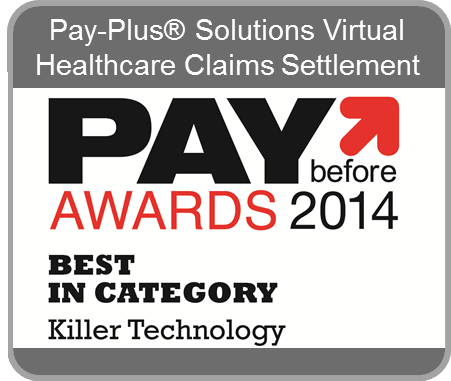 Pay-Plus® Solutions Virtual
Healthcare Claims Settlement
PAY
before
AWARDS 2014
BEST
IN CATEGORY
Killer Technology